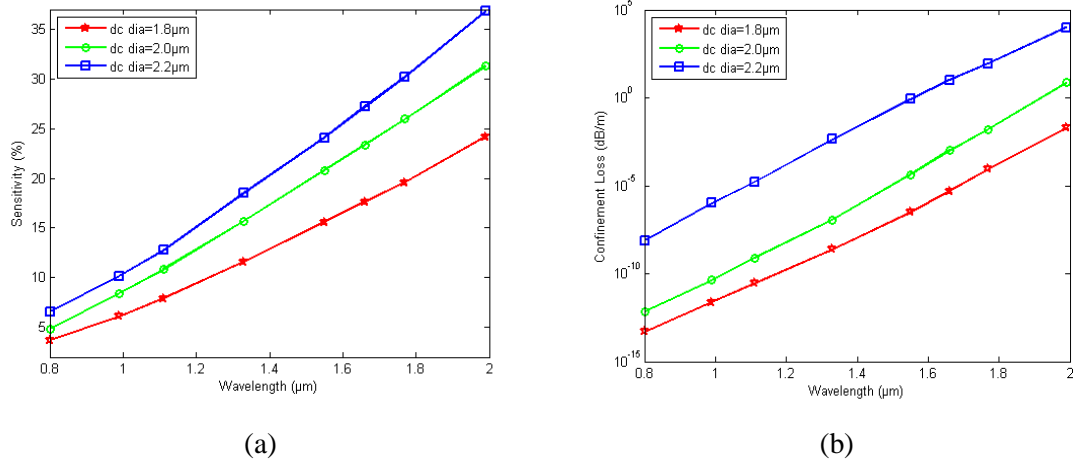 35
30
25
20
15
10
5
Sensitivity (%)
dc dia=1.8µm
dc dia=2.0µm
dc dia=2.2µm
0.8 1 1.2 1.4 1.6 1.8 2
Wavelength (µm)
(a)
10^5
10^0
10^-5
10^-10
10^-15
Confinement Loss (dB/m)
dc dia=1.8µm
dc dia=2.0µm
dc dia=2.2µm
0.8 1 1.2 1.4 1.6 1.8 2
Wavelength (µm)
(b)